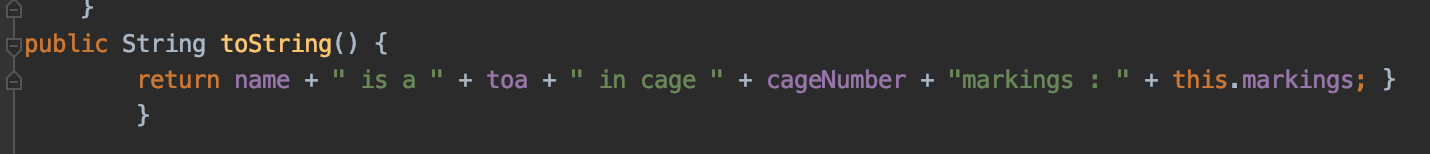 }
public String toString() {
return name + " is a " + toa + " in cage " + cageNumber + "markings : " + this.markings; }
}